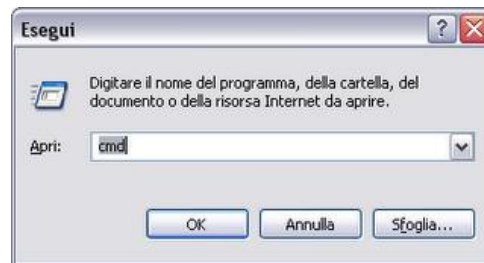 Esegui
Digitare il nome del programma, della cartella, del
documento o della risorsa Internet da aprire.
Apri: cmd
OK Annulla Sfoglia...